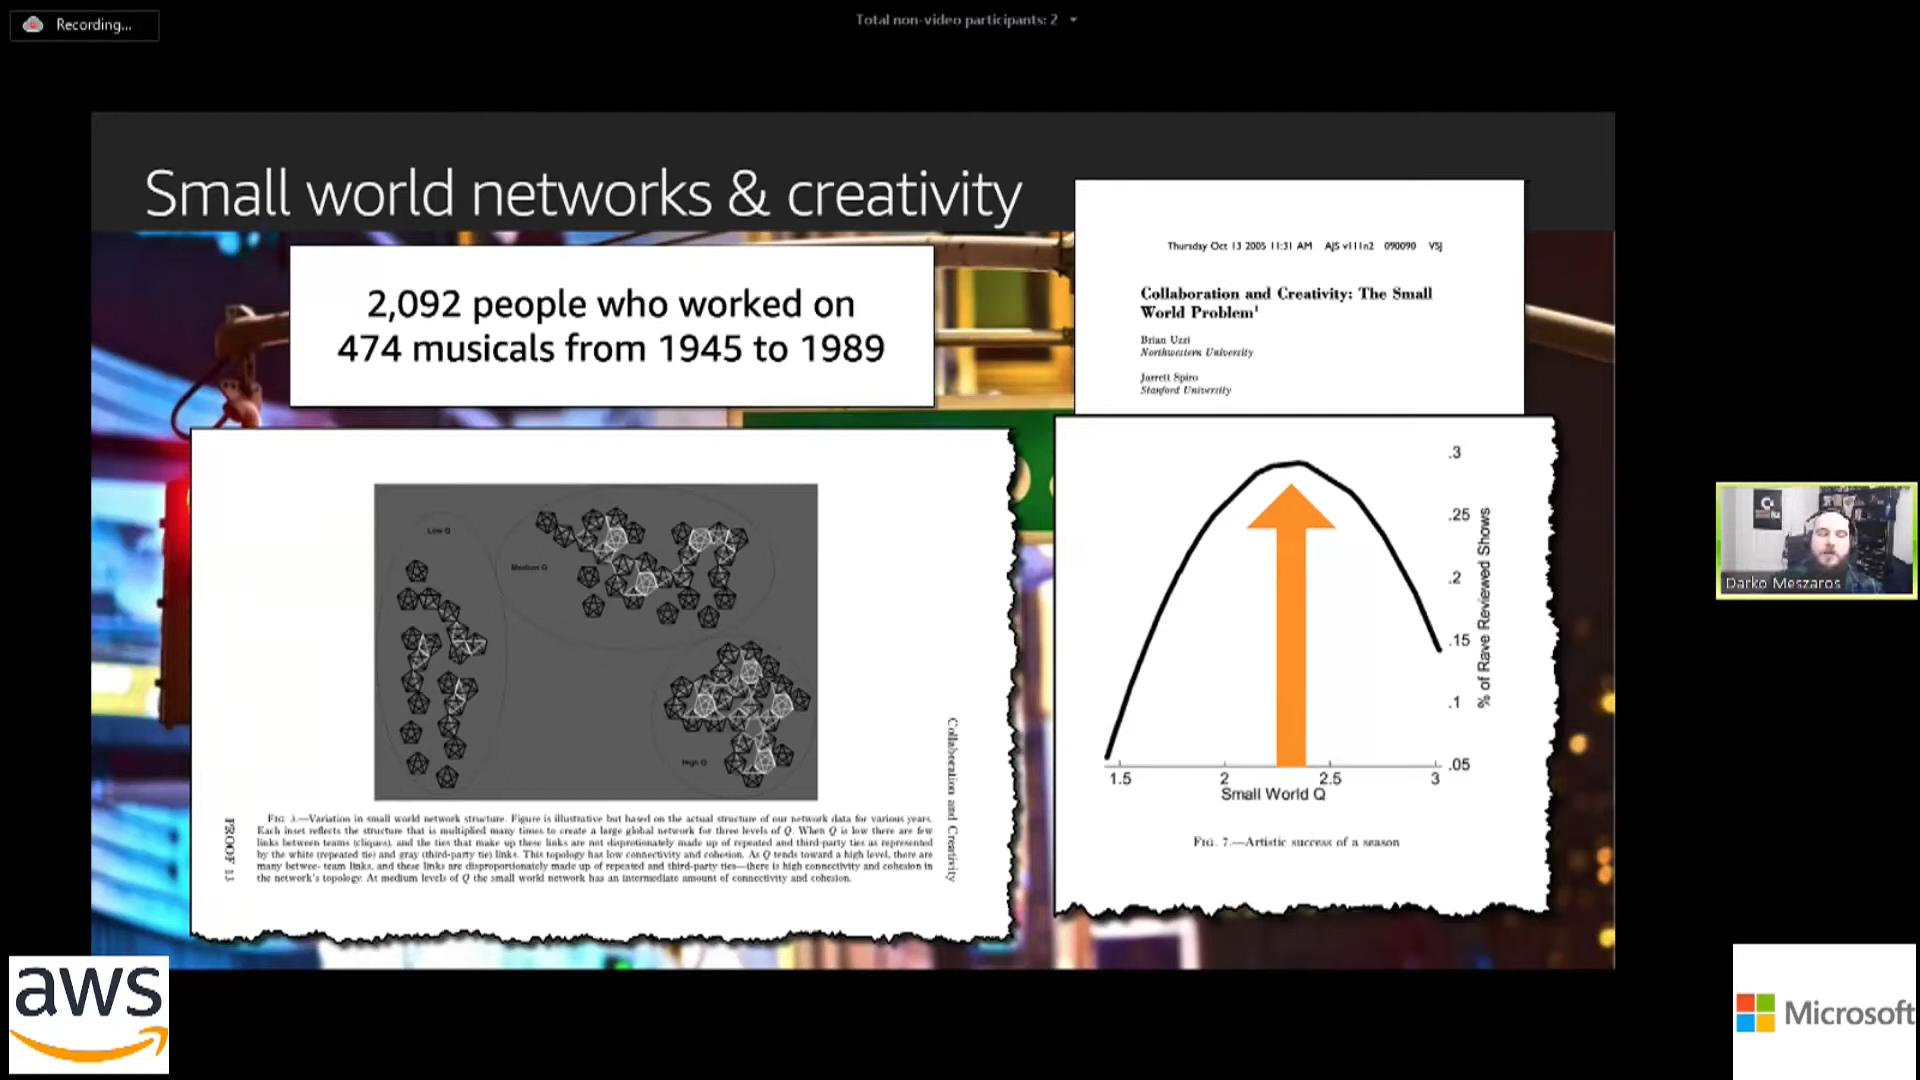 Recording...
Total non-video participants: 2
Small world networks & creativity
2,092 people who worked on
474 musicals from 1945 to 1989
Thursday Oct 13 2005 11:31 AM AJS v111n2 090090 VSJ
Collaboration and Creativity: The Small
World Problem¹
Brian Uzzi
Northwestern University
Jarrett Spiro
Stanford University
Low Q
Medium Q
High Q
FIG. 3.—Variation in small world network structure. Figure is illustrative but based on the actual structure of our network data for various years.
Each inset reflects the structure that is multiplied many times to create a large global network for three levels of Q. When Q is low there are few
links between teams (cliques), and the ties that make up these links are not disproportionately made up of repeated and third-party ties as represented
by the white (repeated tie) and gray (third-party tie) links. This topology has low connectivity and cohesion. As Q tends toward a high level, there are
many betwee- team links, and these links are disproportionately made up of repeated and third-party ties—there is high connectivity and cohesion in
the network's topology. At medium levels of Q the small world network has an intermediate amount of connectivity and cohesion.
PROOF 13
Collaboration and Creativity
.3
.25
.2
.15
.1
.05
% of Rave Reviewed Shows
1.5 2 2.5 3
Small World Q
FIG. 7.—Artistic success of a season
Darko Meszaros
aws
Microsoft